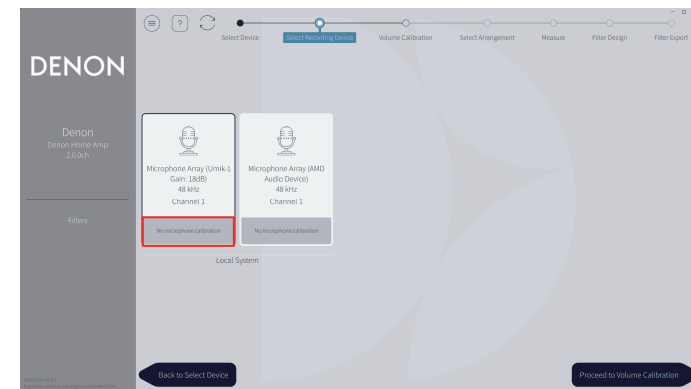 ?
Select Device
Select Recording Device
Volume Calibration
Select Arrangement
Measure
Filter Design
Filter Export
DENON
Denon
Denon Home Amp
2.0.0ch
Filters
Microphone Array (Umik-1
Gain: 18dB)
48 kHz
Channel 1
No microphone calibration
Microphone Array (AMD
Audio Device)
48 kHz
Channel 1
No microphone calibration
Local System
Back to Select Device
Proceed to Volume Calibration